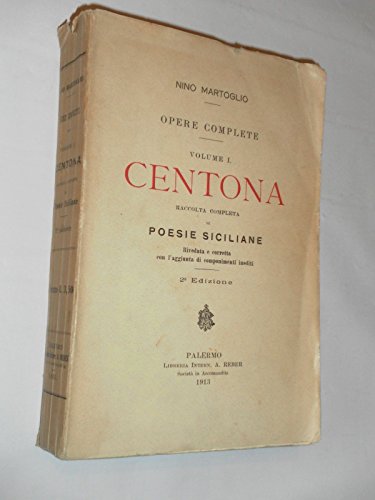 NINO MARTOGLIO
OPERE COMPLETE
VOLUME I.
CENTONA
RACCOLTA COMPLETA
DI
POESIE SICILIANE
Riveduta e corretta
con l'aggiunta di componimenti inediti
2ª Edizione
PALERMO
LIBRERIA INTERN. A. REBER
Società in Accomandita
1913
CENTONA